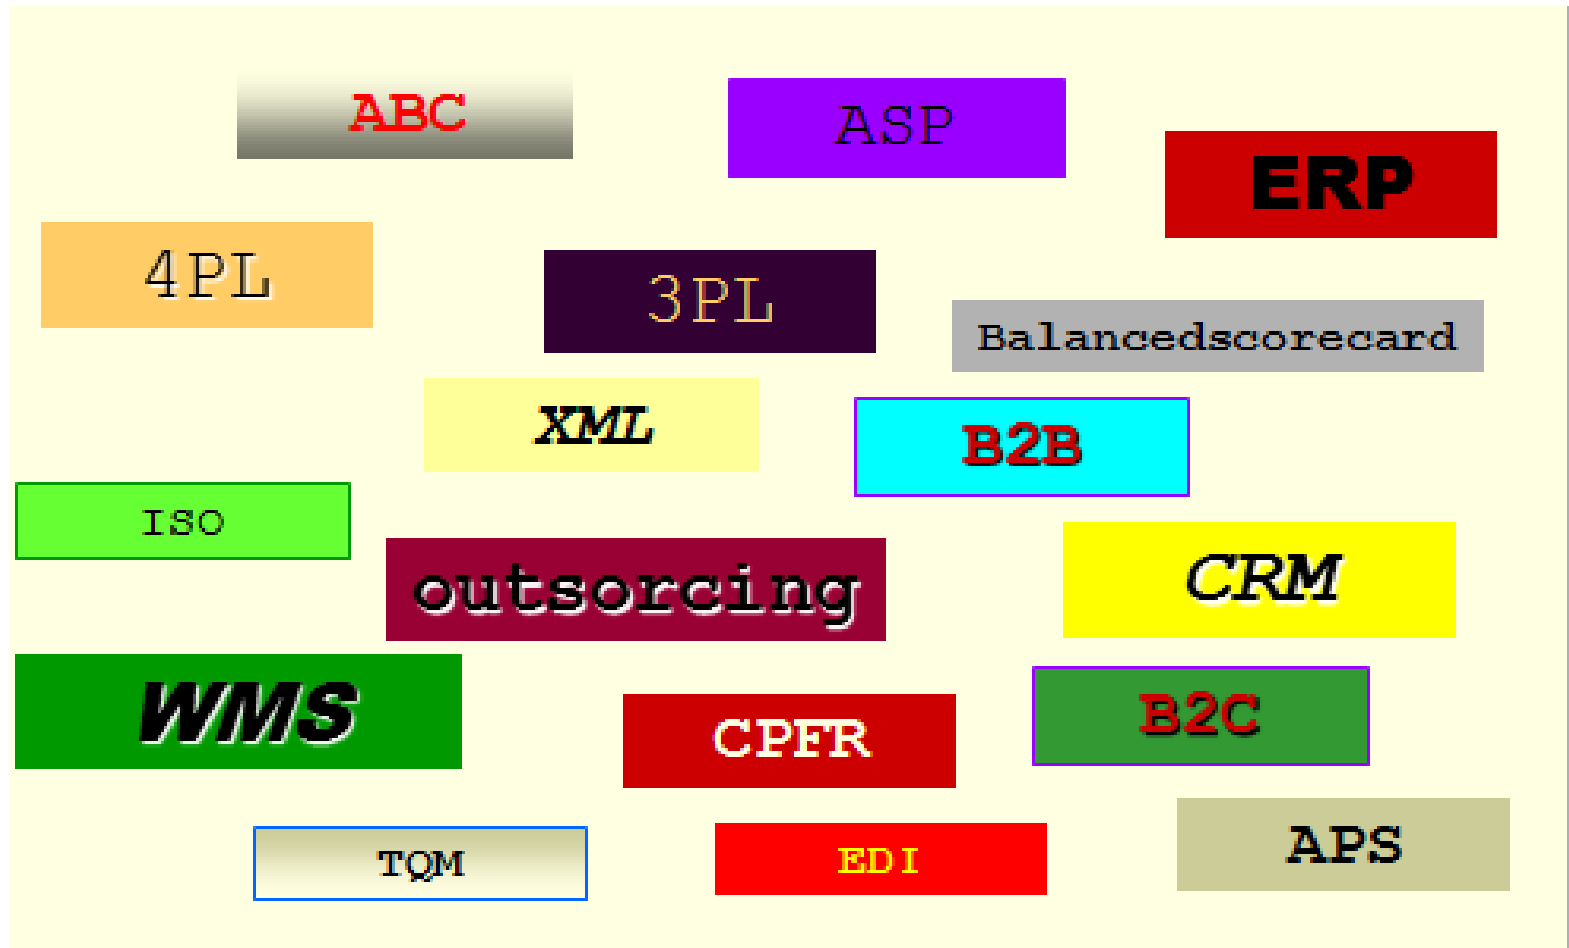 ABC
ASP
ERP
4PL
3PL
Balancedscorecard
XML
B2B
ISO
outsorcing
CRM
WMS
CPFR
B2C
TQM
EDI
APS